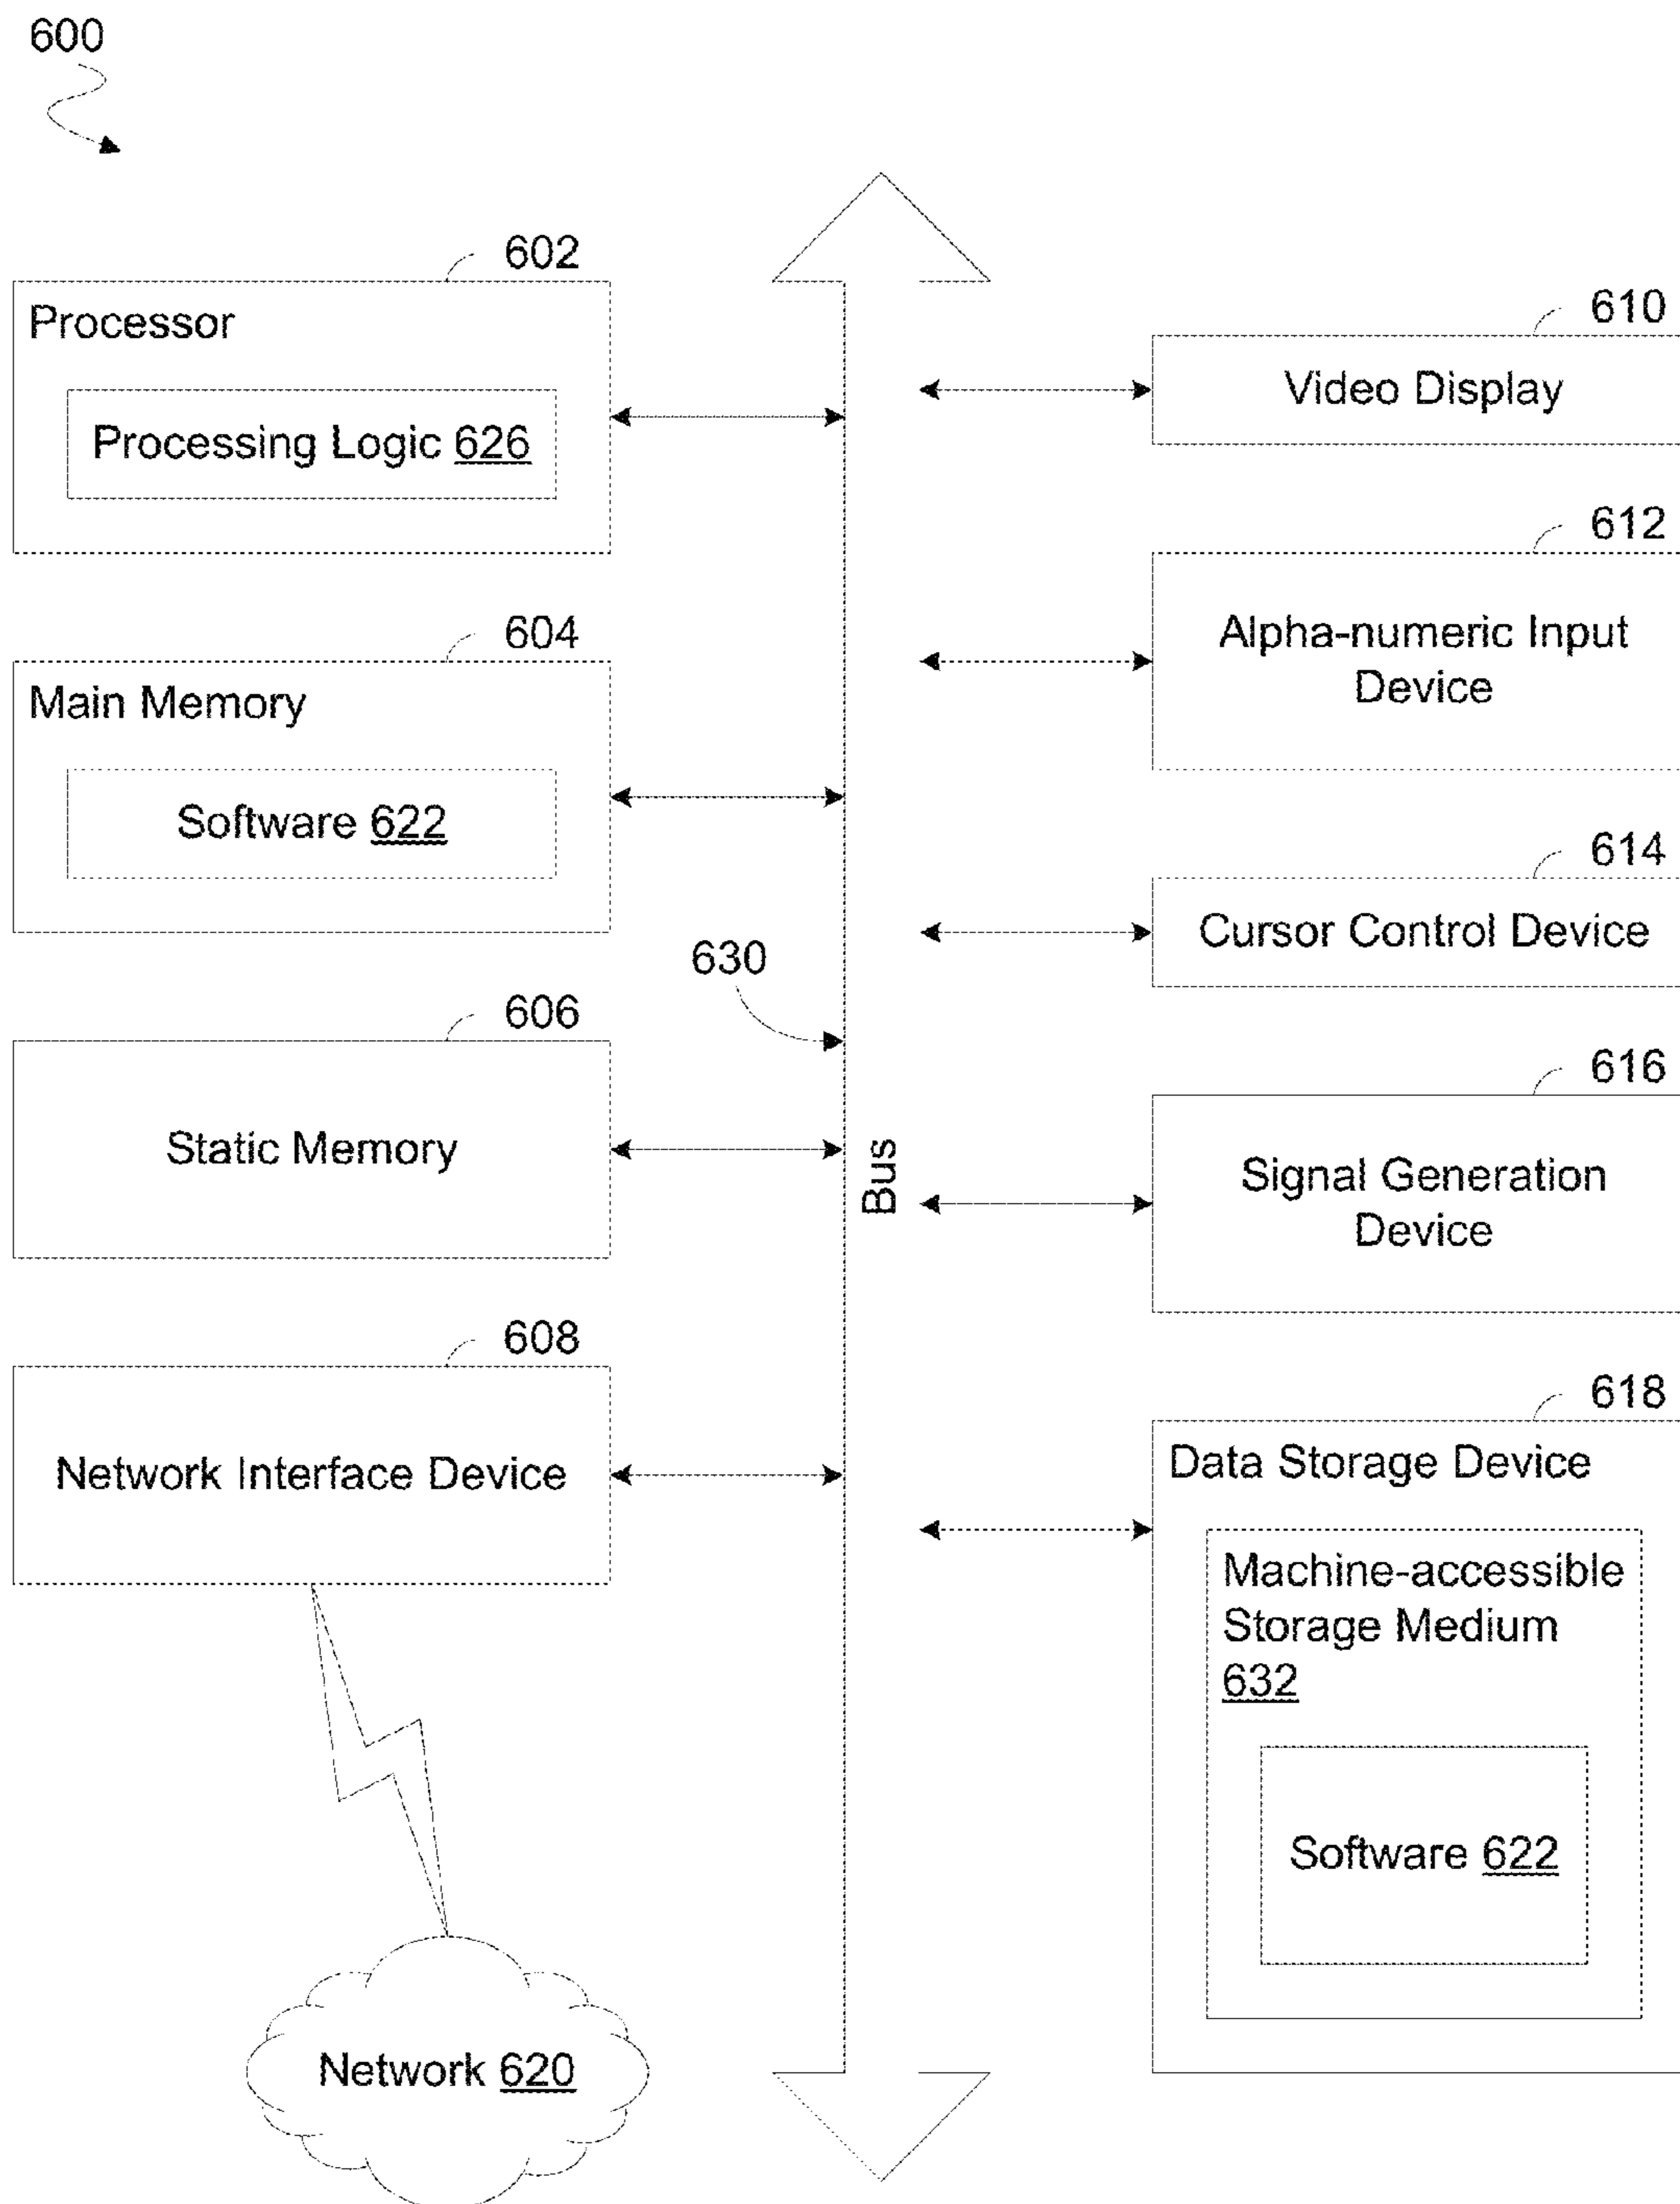 600
602
Processor
Processing Logic 626
604
Main Memory
Software 622
606
Static Memory
608
Network Interface Device
Network 620
630
Bus
610
Video Display
612
Alpha-numeric Input
Device
614
Cursor Control Device
616
Signal Generation
Device
618
Data Storage Device
Machine-accessible
Storage Medium
632
Software 622